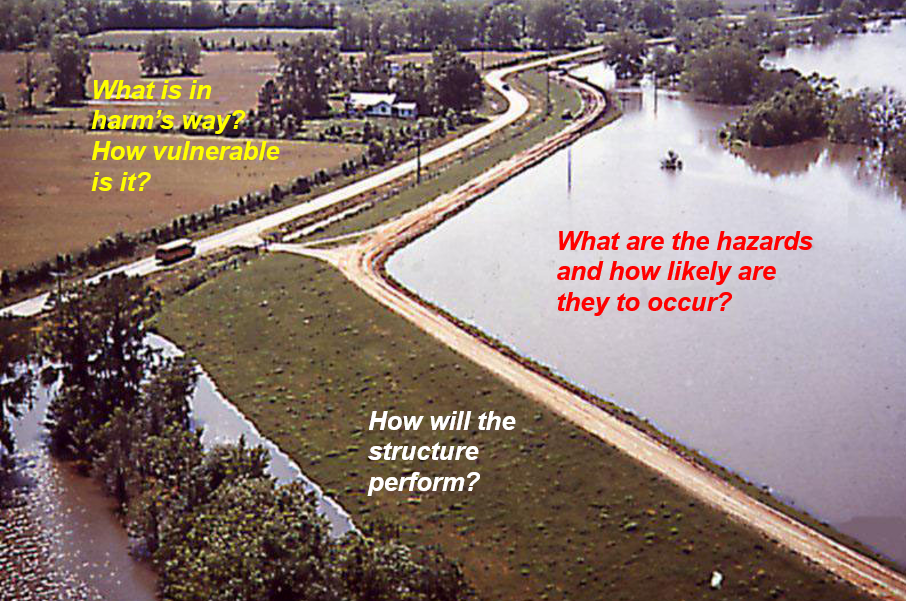 What is in
harm's way?
How vulnerable
is it?
What are the hazards
and how likely are
they to occur?
How will the
structure
perform?